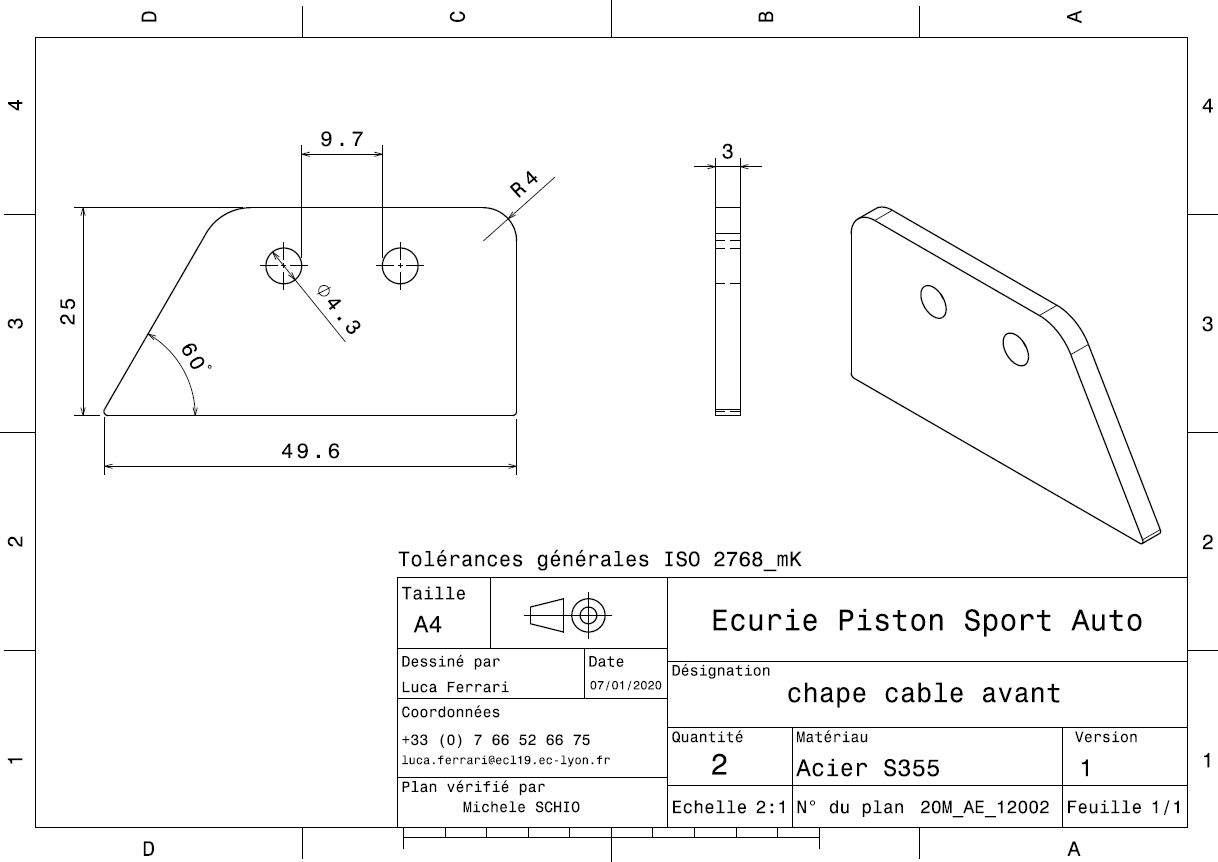 D C B A
4 4
9.7
3
R4
25
Ø4.3
3 3
60°
49.6
2 2
Tolérances générales ISO 2768_mK
Taille
A4
Ecurie Piston Sport Auto
Dessiné par
Luca Ferrari
Date
07/01/2020
Désignation
chape cable avant
Coordonnées
+33 (0) 7 66 52 66 75
luca.ferrari@ecl19.ec-lyon.fr
Quantité
2
Matériau
Acier S355
Version
1
1 1
Plan vérifié par
Michele SCHIO
Echelle 2:1
N° du plan 20M_AE_12002
Feuille 1/1
D A